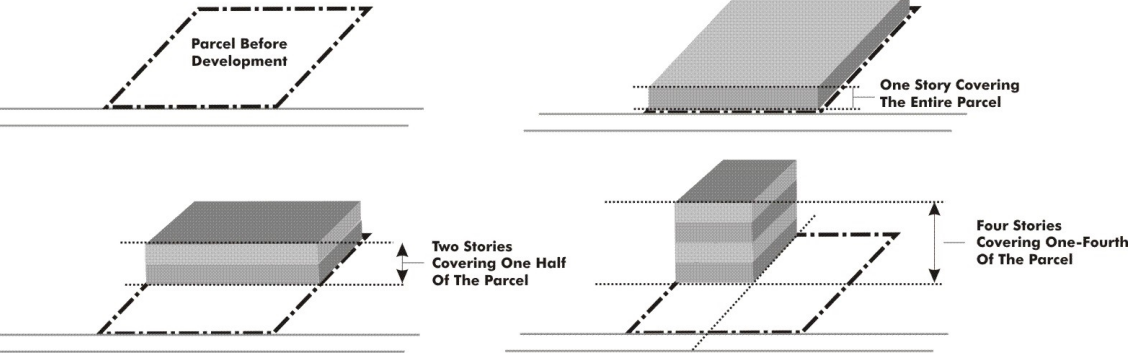 Parcel Before
Development
One Story Covering
The Entire Parcel
Two Stories
Covering One Half
Of The Parcel
Four Stories
Covering One-Fourth
Of The Parcel